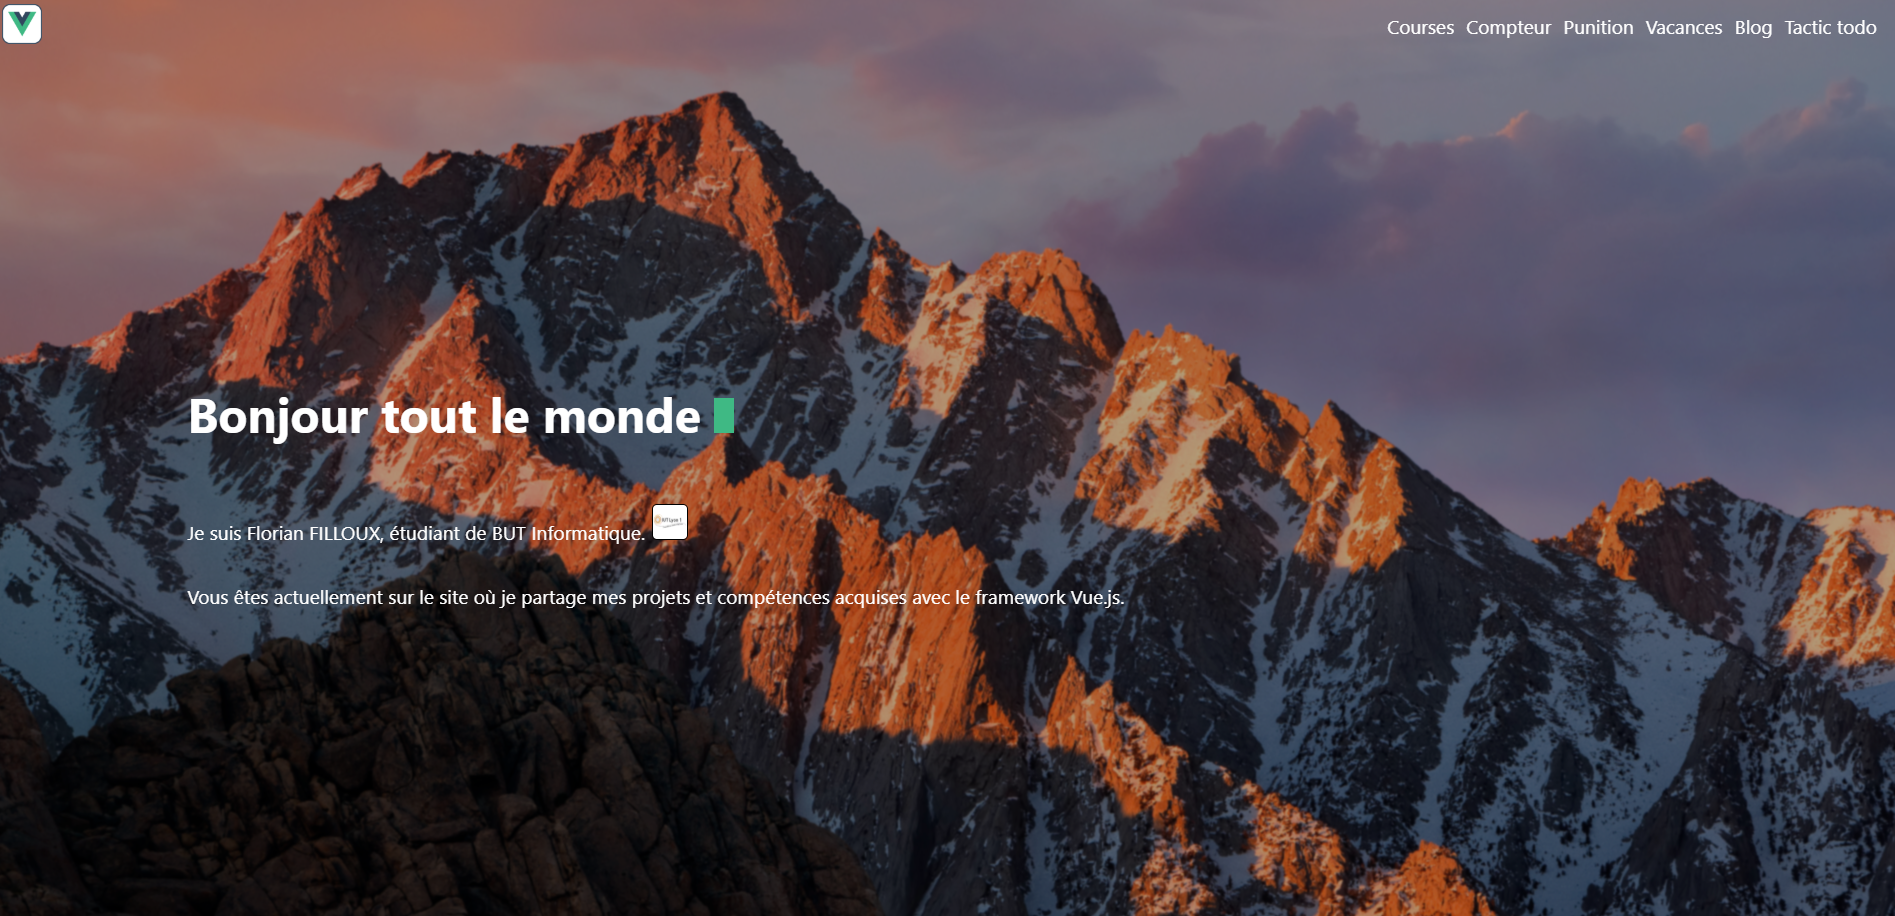 Courses Compteur Punition Vacances Blog Tactic todo
Bonjour tout le monde
Je suis Florian FILLOUX, étudiant de BUT Informatique.
Vous êtes actuellement sur le site où je partage mes projets et compétences acquises avec le framework Vue.js.